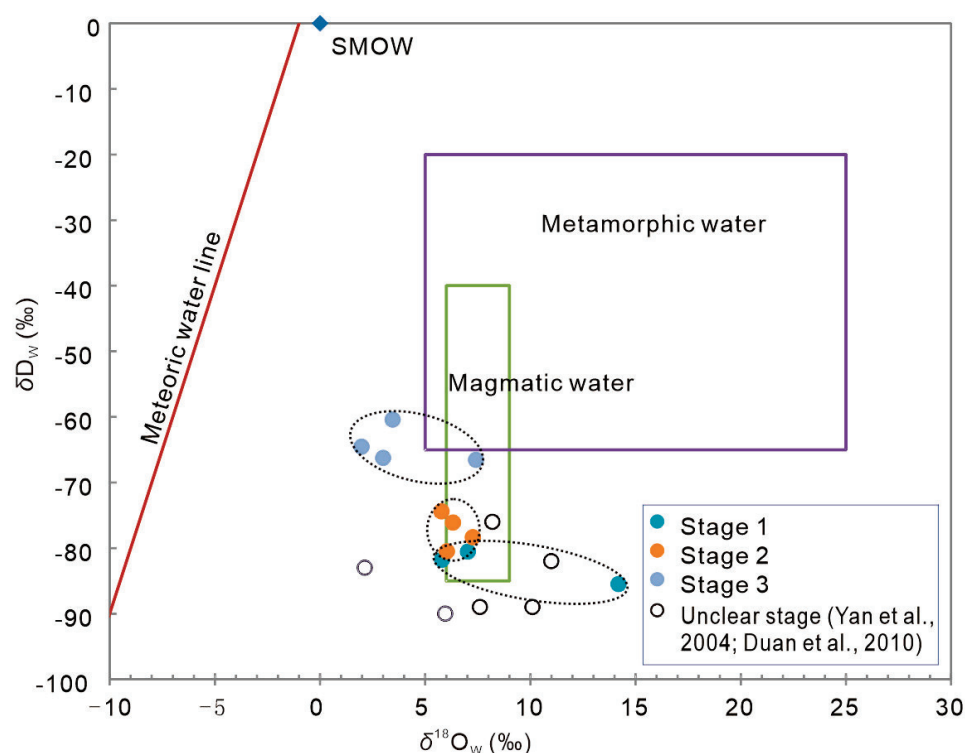 0
-10
-20
-30
-40
-50
-60
-70
-80
-90
-100
δDw (‰)
SMOW
Meteoric water line
Metamorphic water
Magmatic water
Stage 1
Stage 2
Stage 3
Unclear stage (Yan et al.,
2004; Duan et al., 2010)
−10 −5 0 5 10 15 20 25 30
δ¹⁸Ow (‰)